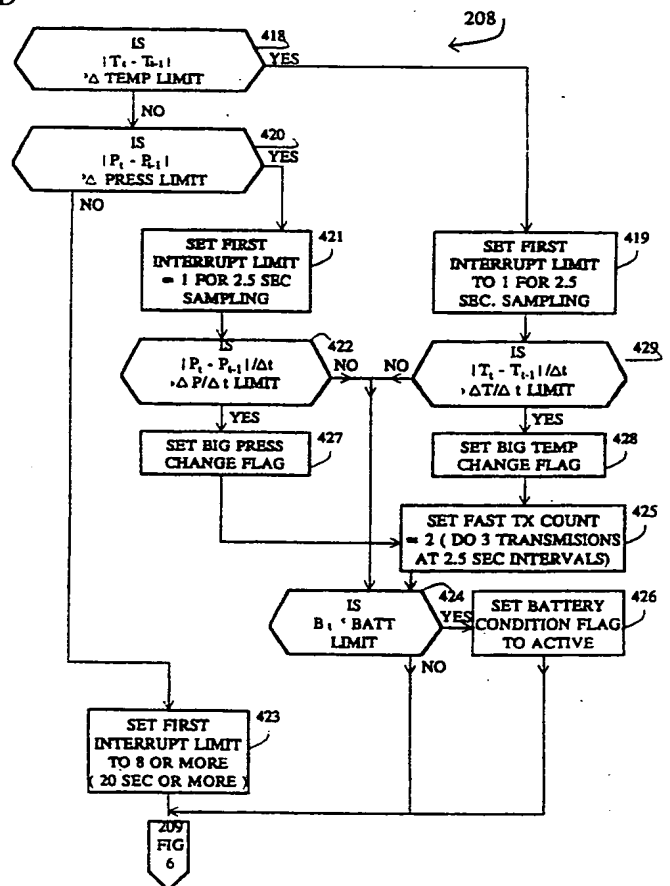 208
418
IS
|Tt - Tt-1|
>Δ TEMP LIMIT
YES
NO
420
IS
|Pt - Pt-1|
>Δ PRESS LIMIT
YES
NO
421
SET FIRST
INTERRUPT LIMIT
= 1 FOR 2.5 SEC
SAMPLING
419
SET FIRST
INTERRUPT LIMIT
TO 1 FOR 2.5
SEC. SAMPLING
422
IS
|Pt - Pt-1|/Δt
>Δ P/Δ t LIMIT
NO
YES
429
IS
|Tt - Tt-1|/Δt
>ΔT/Δ t LIMIT
NO
YES
427
SET BIG PRESS
CHANGE FLAG
428
SET BIG TEMP
CHANGE FLAG
425
SET FAST TX COUNT
= 2 ( DO 3 TRANSMISIONS
AT 2.5 SEC INTERVALS)
424
IS
Bt < BATT
LIMIT
YES
NO
426
SET BATTERY
CONDITION FLAG
TO ACTIVE
423
SET FIRST
INTERRUPT LIMIT
TO 8 OR MORE
( 20 SEC OR MORE )
209
FIG
6